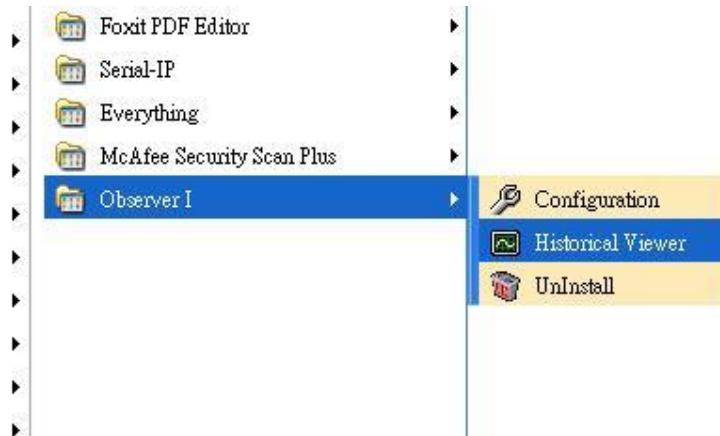 Foxit PDF Editor
Serial-IP
Everything
McAfee Security Scan Plus
Observer I
Configuration
Historical Viewer
UnInstall